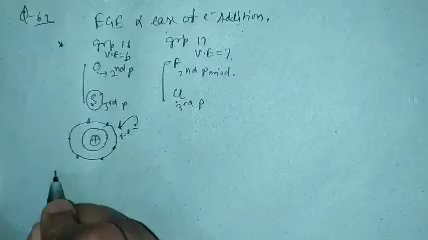 Q-62 EGE α ease of e⁻ Addition.
* grp 16 grp 17
V.E=6 V.E=7.
O → 2nd p F 2nd period.
S 3rd p Cl 3rd p
+